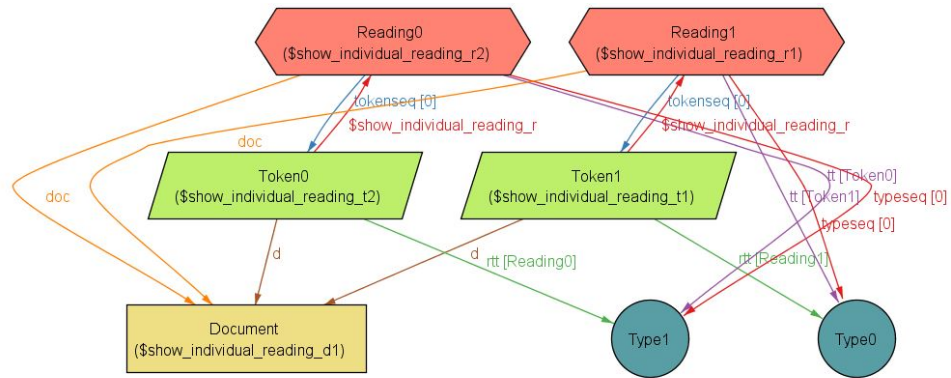 Reading0
($show_individual_reading_r2)
Reading1
($show_individual_reading_r1)
tokenseq [0]
tokenseq [0]
$show_individual_reading_r
$show_individual_reading_r
doc
doc
Token0
($show_individual_reading_t2)
Token1
($show_individual_reading_t1)
tt [Token0]
tt [Token1]
typeseq [0]
typeseq [0]
d
d
rtt [Reading0]
rtt [Reading1]
Document
($show_individual_reading_d1)
Type1
Type0